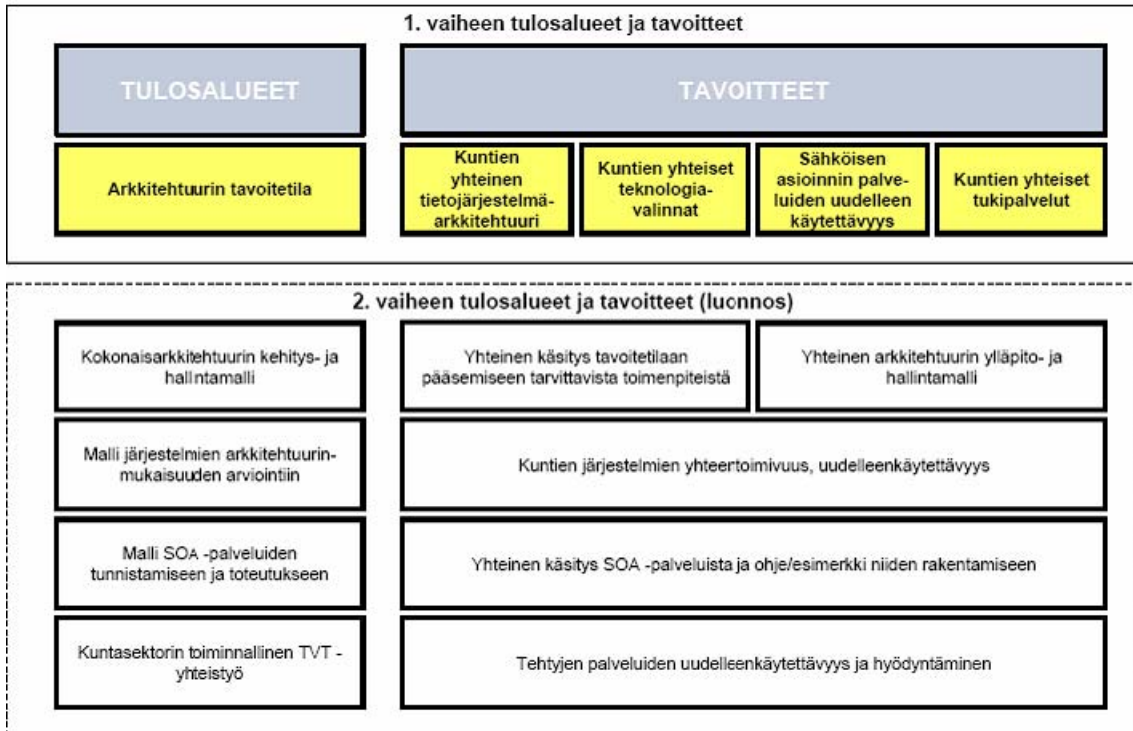 1. vaiheen tulosalueet ja tavoitteet
TULOSALUEET
TAVOITTEET
Arkkitehtuurin tavoitetila
Kuntien
yhteinen
tietojärjestelmä-
arkkitehtuuri
Kuntien yhteiset
teknologia-
valinnat
Sähköisen
asioinnin palve-
luiden uudelleen
käytettävyys
Kuntien yhteiset
tukipalvelut
2. vaiheen tulosalueet ja tavoitteet (luonnos)
Kokonaisarkkitehtuurin kehitys- ja
hallintamalli
Yhteinen käsitys tavoitetilaan
pääsemiseen tarvittavista toimenpiteistä
Yhteinen arkkitehtuurin ylläpito- ja
hallintamalli
Malli järjestelmien arkkitehtuurin-
mukaisuuden arviointiin
Kuntien järjestelmien yhteertoimivuus, uudelleenkäytettävyys
Malli SOA -palveluiden
tunnistamiseen ja toteutukseen
Yhteinen käsitys SOA -palveluista ja ohje/esimerkki niiden rakentamiseen
Kuntasektorin toiminnallinen TVT -
yhteistyö
Tehtyjen palveluiden uudelleenkäytettävyys ja hyödyntäminen